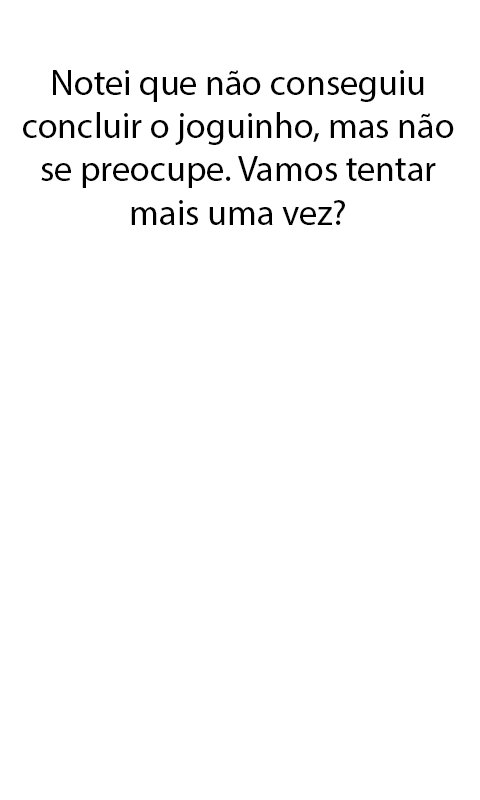 Notei que não conseguiu
concluir o joguinho, mas não
se preocupe. Vamos tentar
mais uma vez?